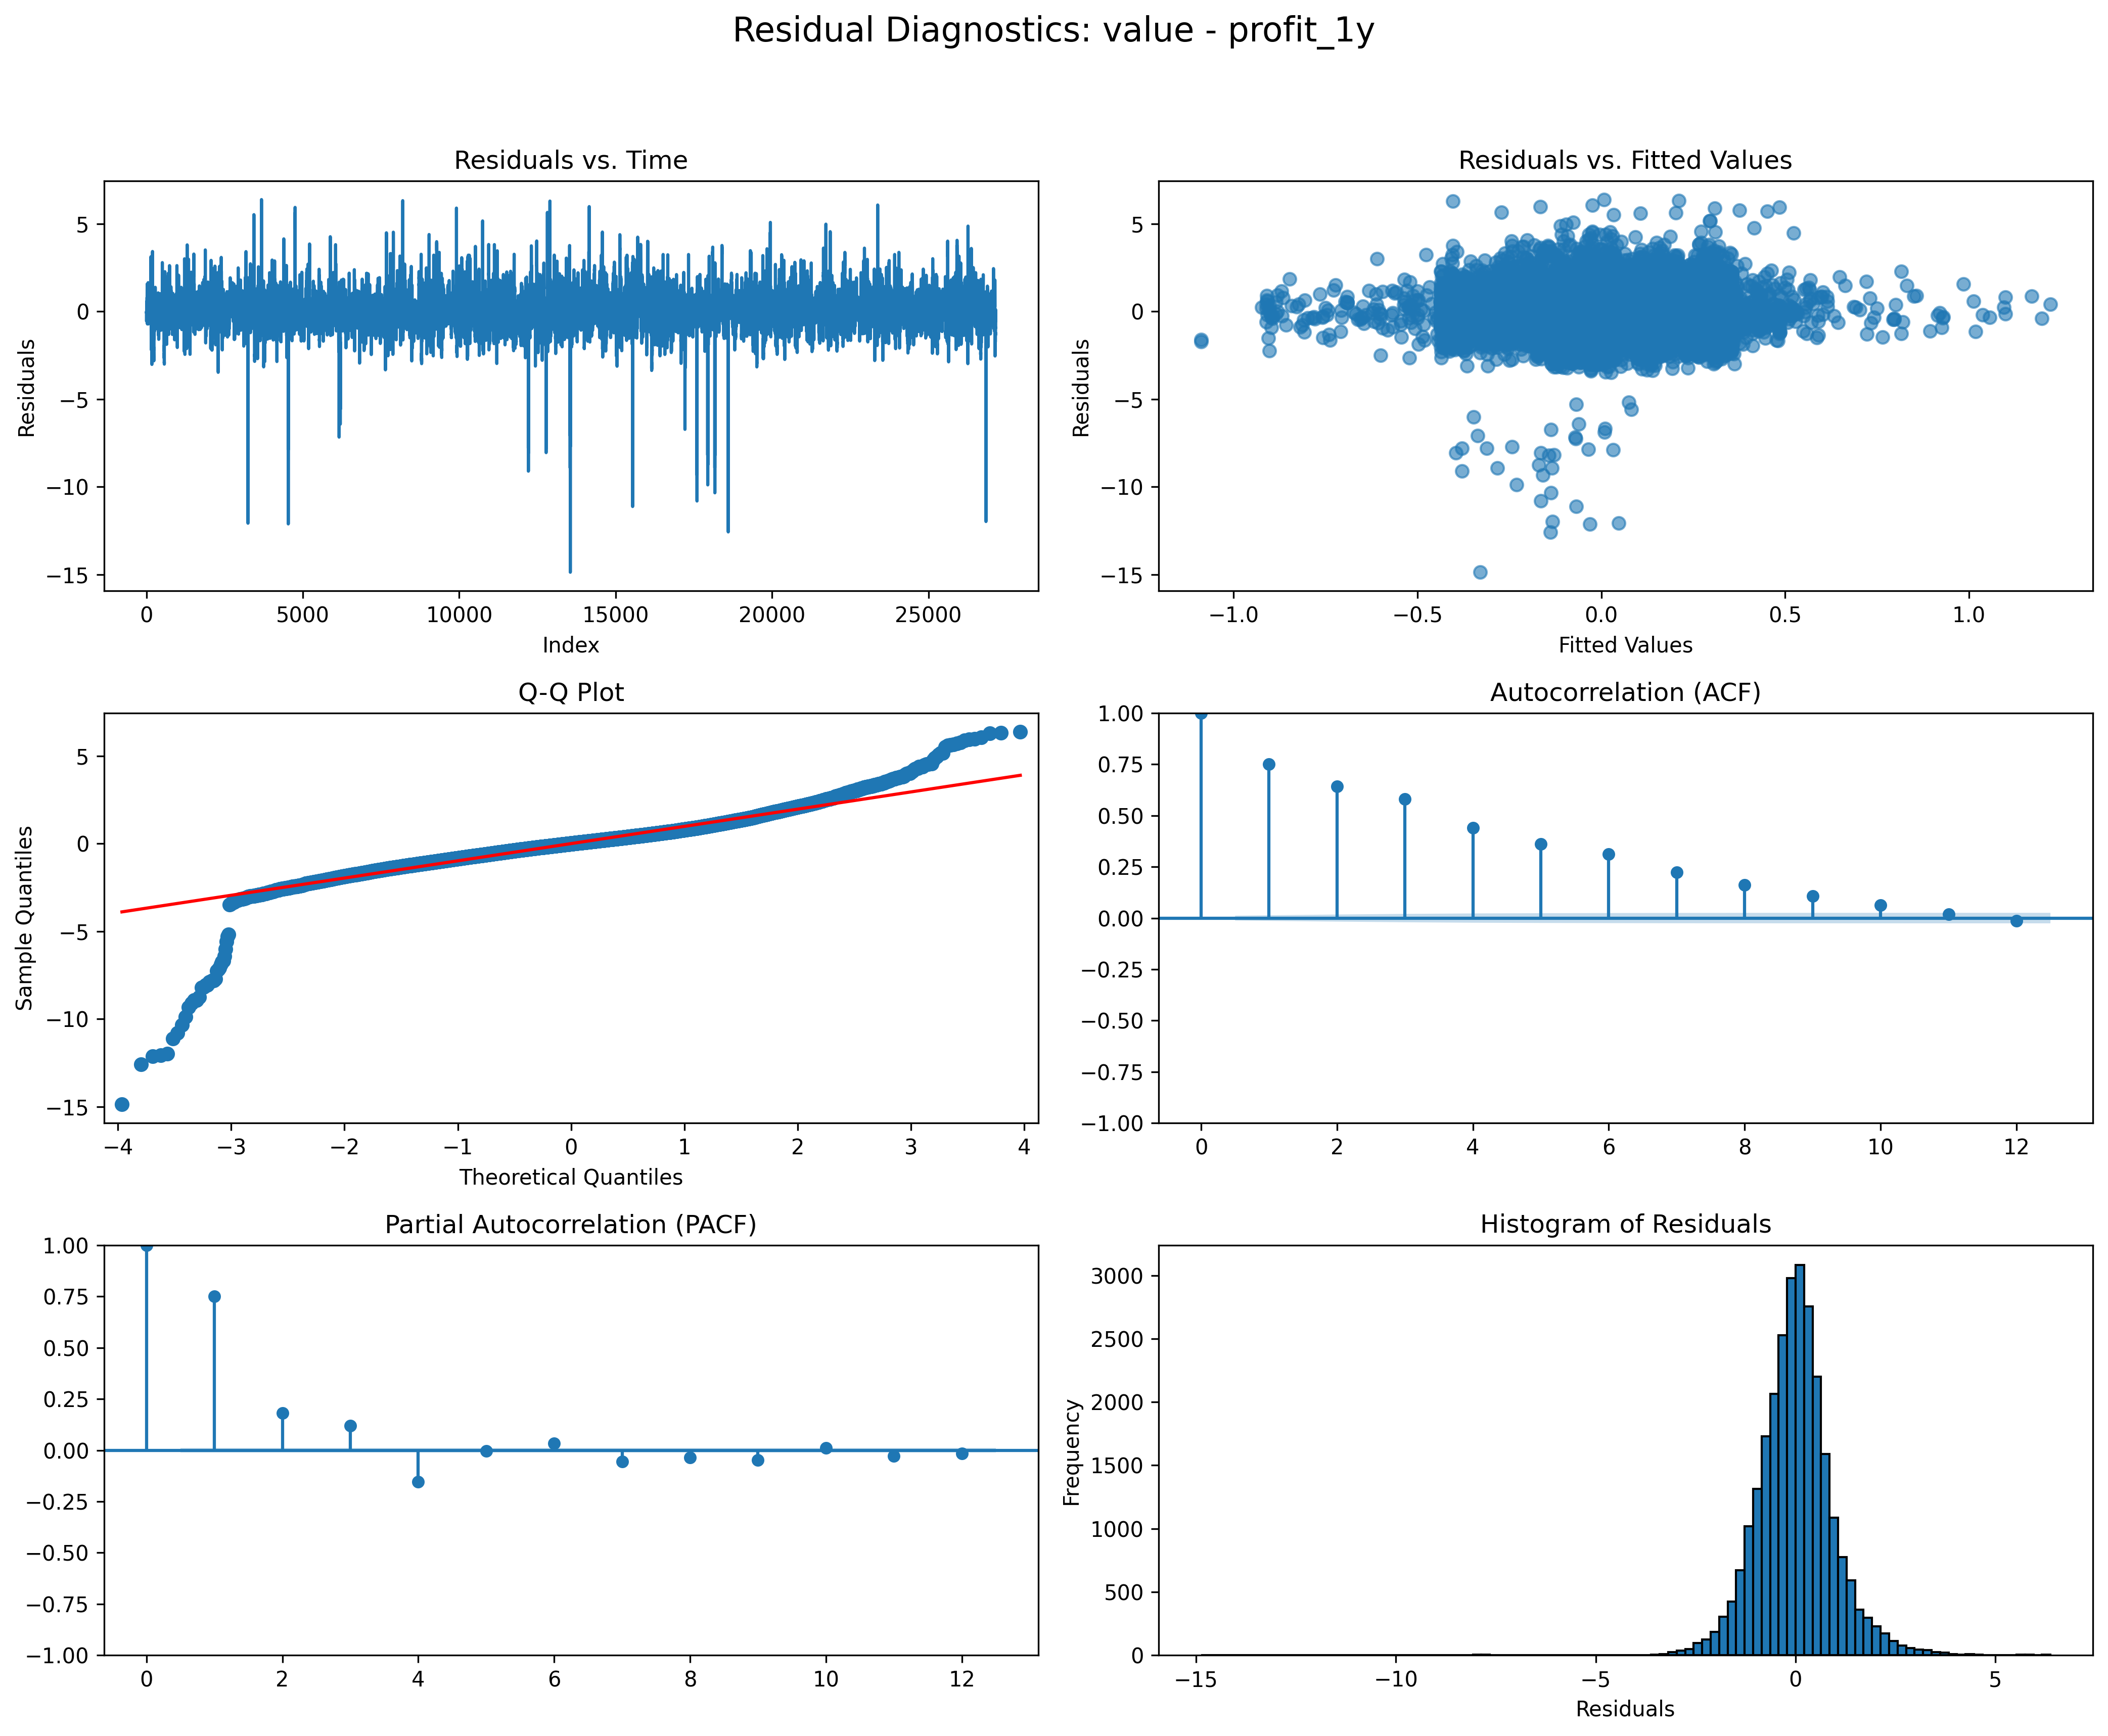 Residual Diagnostics: value - profit_1y
Residuals vs. Time
Residuals
5
0
−5
−10
−15
0 5000 10000 15000 20000 25000
Index
Residuals vs. Fitted Values
Residuals
5
0
−5
−10
−15
−1.0 −0.5 0.0 0.5 1.0
Fitted Values
Q-Q Plot
Sample Quantiles
5
0
−5
−10
−15
−4 −3 −2 −1 0 1 2 3 4
Theoretical Quantiles
Autocorrelation (ACF)
1.00
0.75
0.50
0.25
0.00
−0.25
−0.50
−0.75
−1.00
0 2 4 6 8 10 12
Partial Autocorrelation (PACF)
1.00
0.75
0.50
0.25
0.00
−0.25
−0.50
−0.75
−1.00
0 2 4 6 8 10 12
Histogram of Residuals
Frequency
3000
2500
2000
1500
1000
500
0
−15 −10 −5 0 5
Residuals